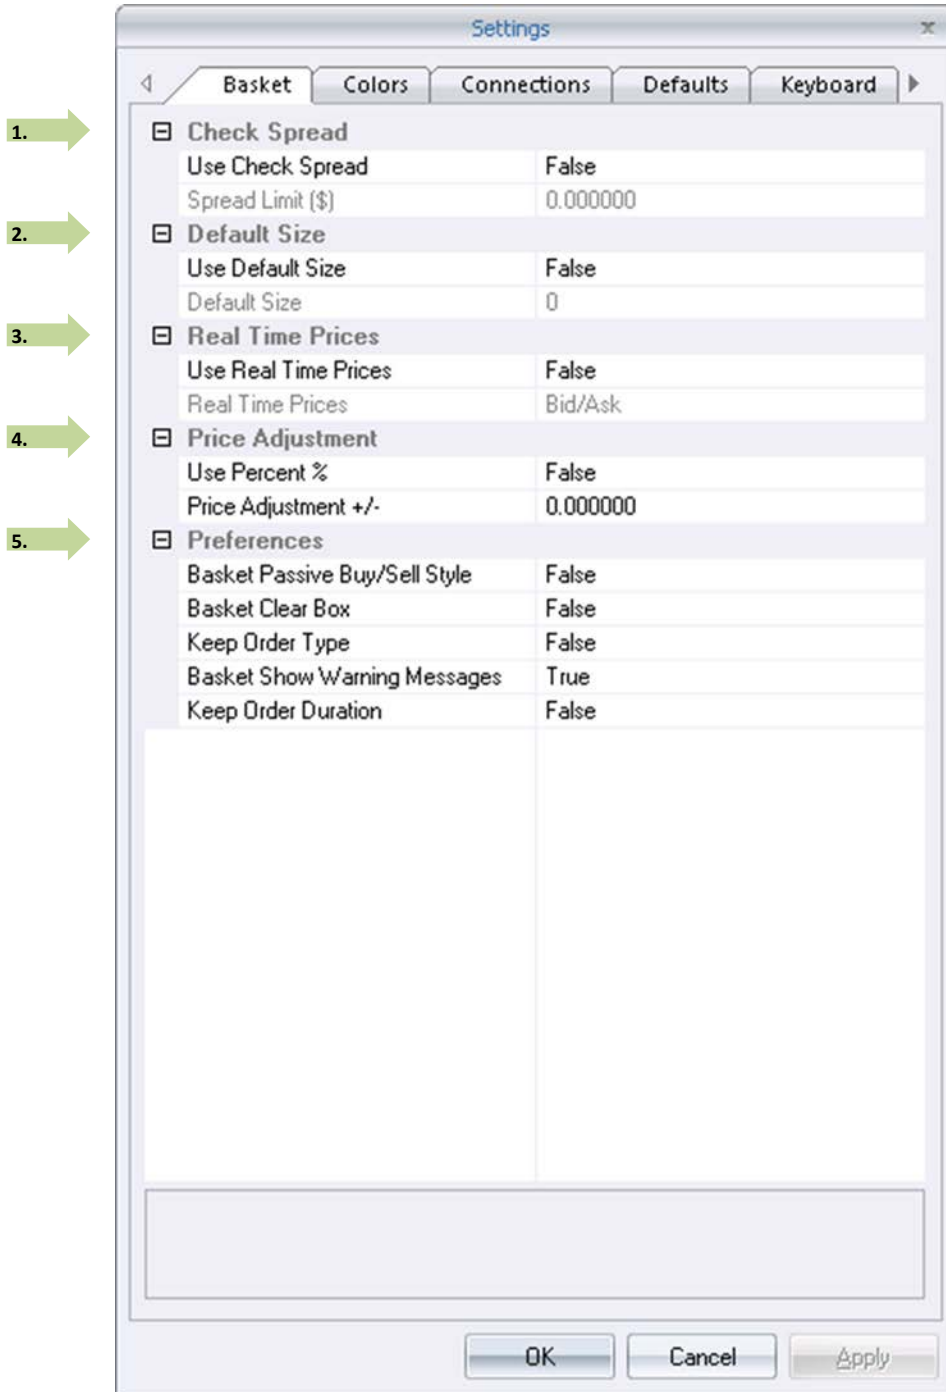 Settings
Basket Colors Connections Defaults Keyboard
1. Check Spread
Use Check Spread False
Spread Limit ($) 0.000000
2. Default Size
Use Default Size False
Default Size 0
3. Real Time Prices
Use Real Time Prices False
Real Time Prices Bid/Ask
4. Price Adjustment
Use Percent % False
Price Adjustment +/- 0.000000
5. Preferences
Basket Passive Buy/Sell Style False
Basket Clear Box False
Keep Order Type False
Basket Show Warning Messages True
Keep Order Duration False
OK Cancel Apply